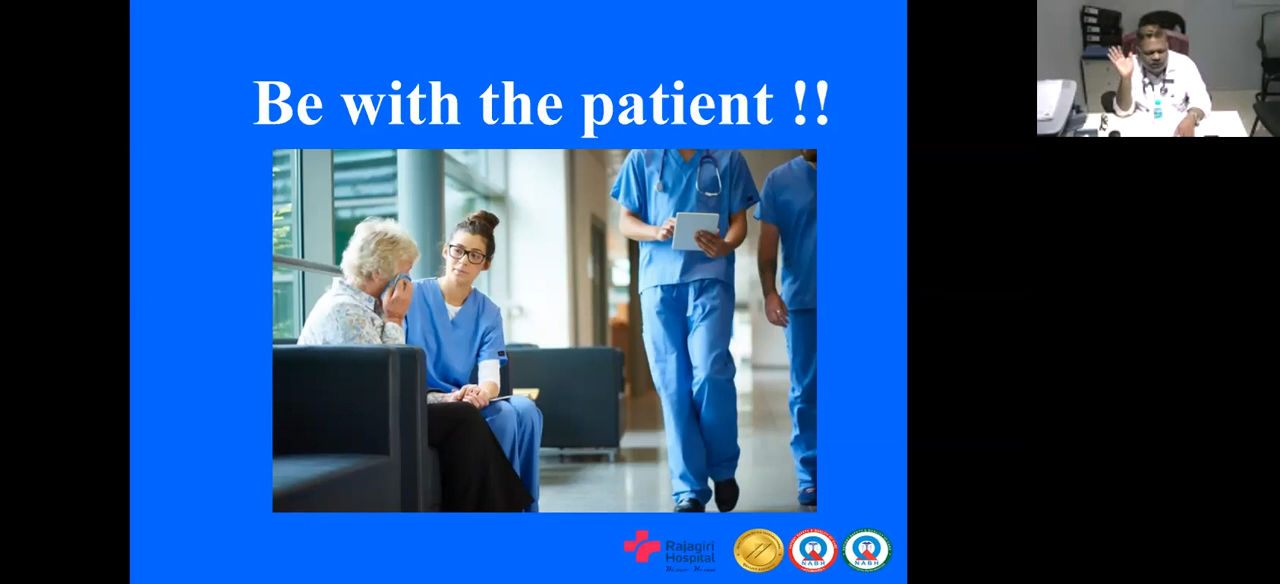 Be with the patient !!
Rajagiri
Hospital
NABH
NABH